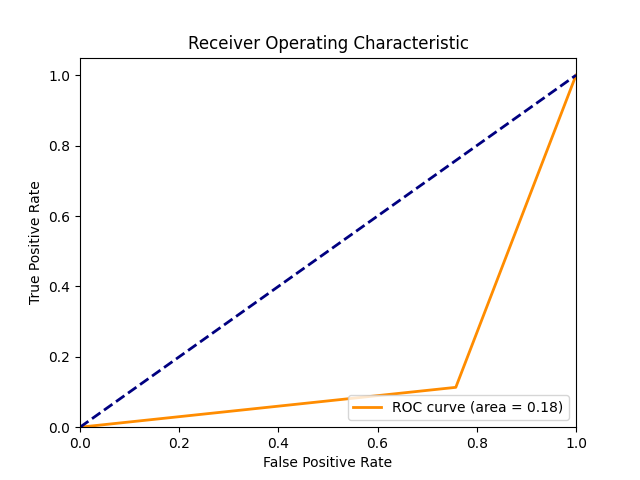 Receiver Operating Characteristic
True Positive Rate
1.0
0.8
0.6
0.4
0.2
0.0
ROC curve (area = 0.18)
0.0 0.2 0.4 0.6 0.8 1.0
False Positive Rate